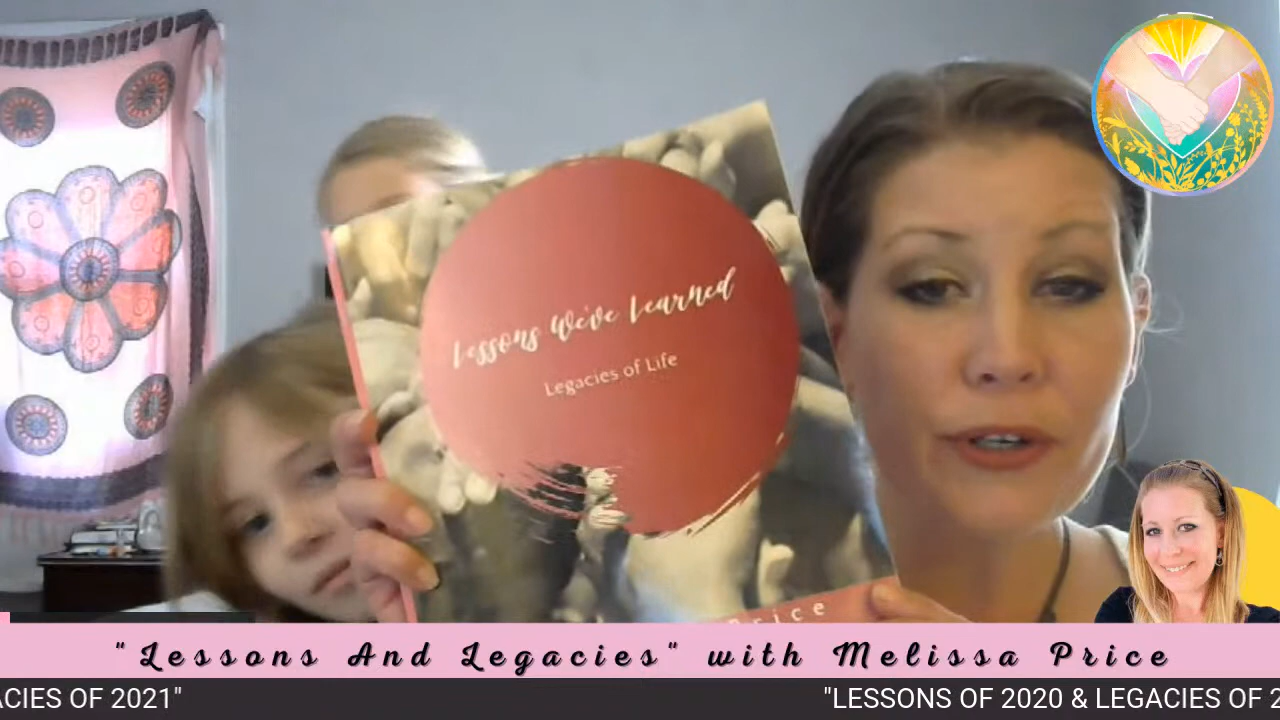 Lessons We've Learned
Legacies of Life
Price
"Lessons And Legacies" with Melissa Price
ACIES OF 2021" "LESSONS OF 2020 & LEGACIES OF 2